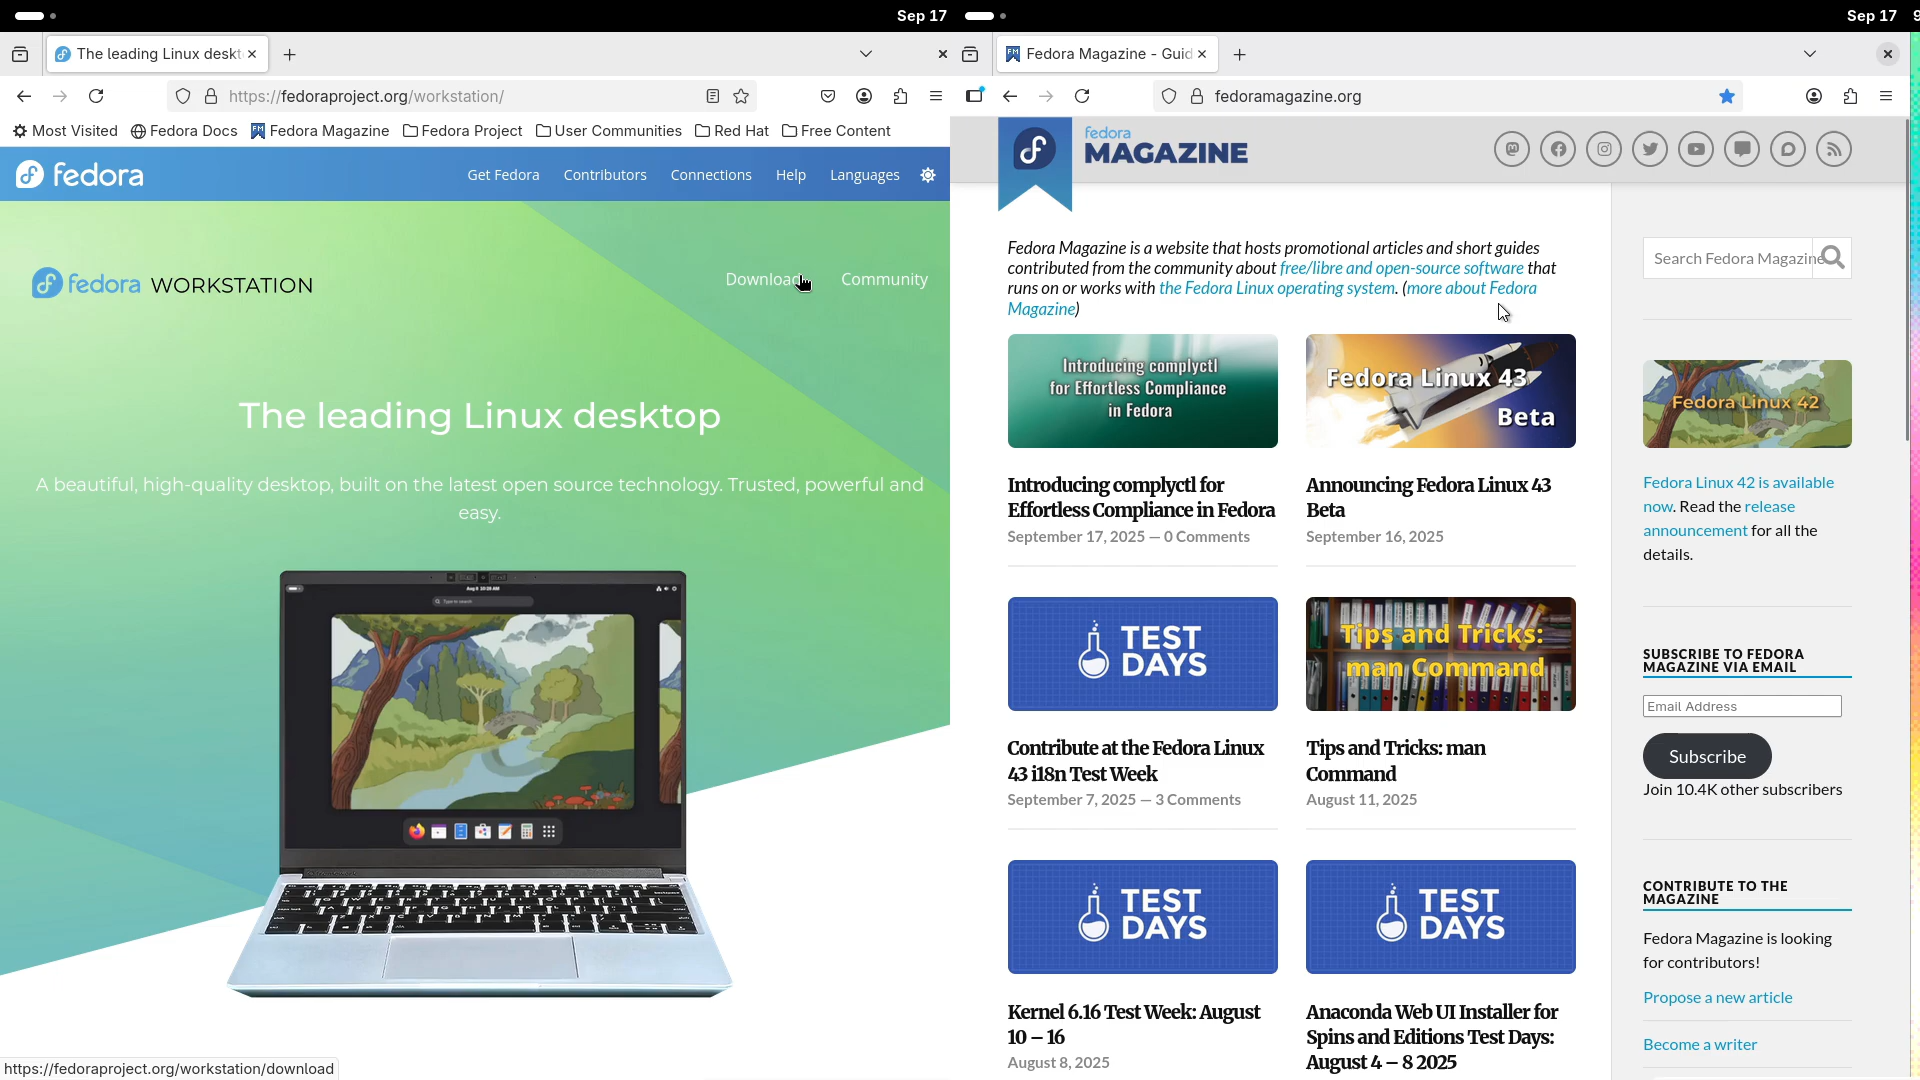 Sep 17
The leading Linux deskt
https://fedoraproject.org/workstation/
Most Visited
Fedora Docs
Fedora Magazine
Fedora Project
User Communities
Red Hat
Free Content
fedora
Get Fedora
Contributors
Connections
Help
Languages
fedora WORKSTATION
Download
Community
The leading Linux desktop
A beautiful, high-quality desktop, built on the latest open source technology. Trusted, powerful and
easy.
Aug 6 10:26 AM
Type to search
https://fedoraproject.org/workstation/download
Sep 17 9
Fedora Magazine - Guid
fedoramagazine.org
fedora
MAGAZINE
Fedora Magazine is a website that hosts promotional articles and short guides
contributed from the community about free/libre and open-source software that
runs on or works with the Fedora Linux operating system. (more about Fedora
Magazine)
Introducing complyctl
for Effortless Compliance
in Fedora
Introducing complyctl for
Effortless Compliance in Fedora
September 17, 2025 — 0 Comments
Fedora Linux 43
Beta
Announcing Fedora Linux 43
Beta
September 16, 2025
TEST
DAYS
Contribute at the Fedora Linux
43 i18n Test Week
September 7, 2025 — 3 Comments
Tips and Tricks:
man Command
Tips and Tricks: man
Command
August 11, 2025
TEST
DAYS
Kernel 6.16 Test Week: August
10 – 16
August 8, 2025
TEST
DAYS
Anaconda Web UI Installer for
Spins and Editions Test Days:
August 4 – 8 2025
Search Fedora Magazine
Fedora Linux 42
Fedora Linux 42 is available
now. Read the release
announcement for all the
details.
SUBSCRIBE TO FEDORA
MAGAZINE VIA EMAIL
Email Address
Subscribe
Join 10.4K other subscribers
CONTRIBUTE TO THE
MAGAZINE
Fedora Magazine is looking
for contributors!
Propose a new article
Become a writer